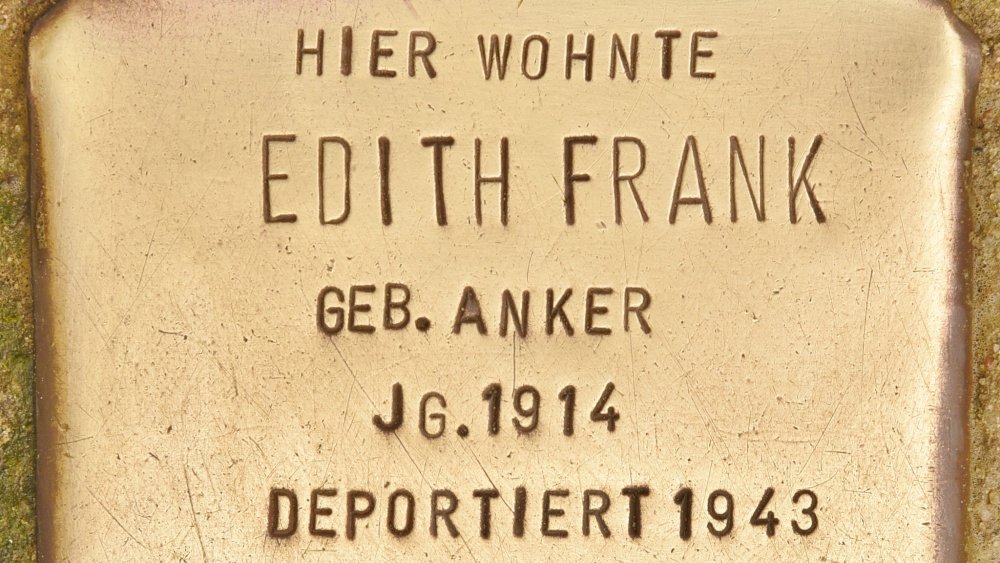 HIER WOHNTE
EDITH FRANK
GEB. ANKER
JG. 1914
DEPORTIERT 1943